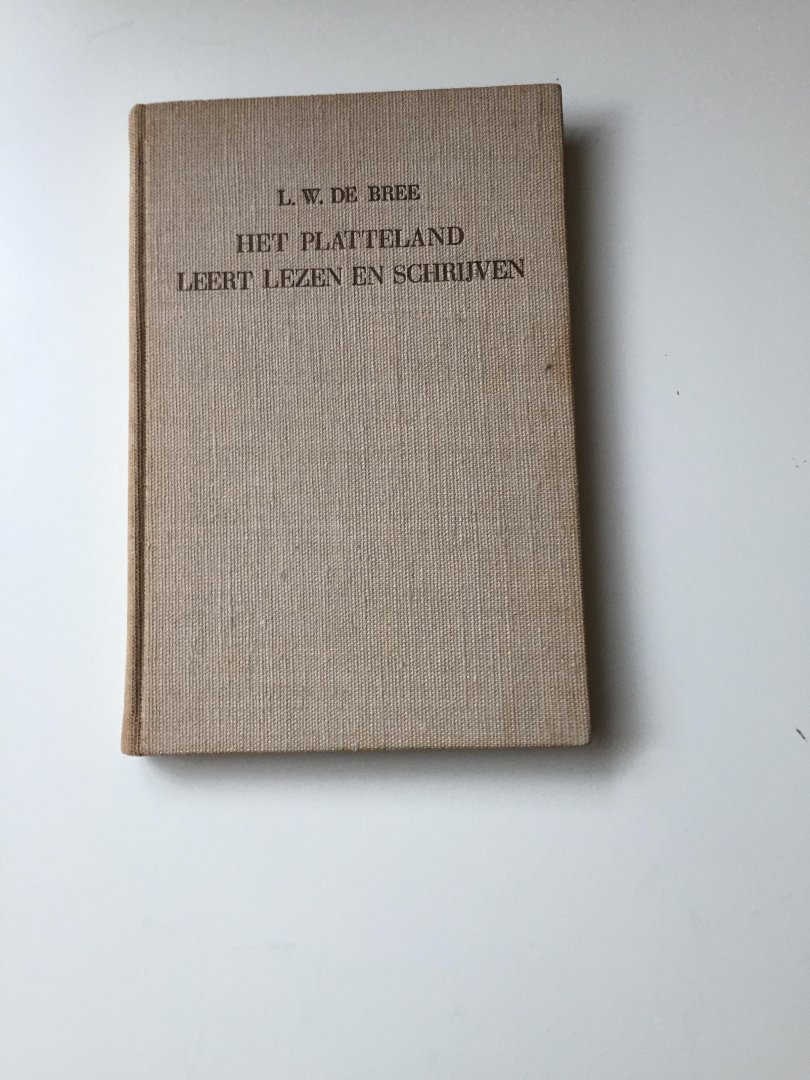 L. W. DE BREE
HET PLATTELAND
LEERT LEZEN EN SCHRIJVEN